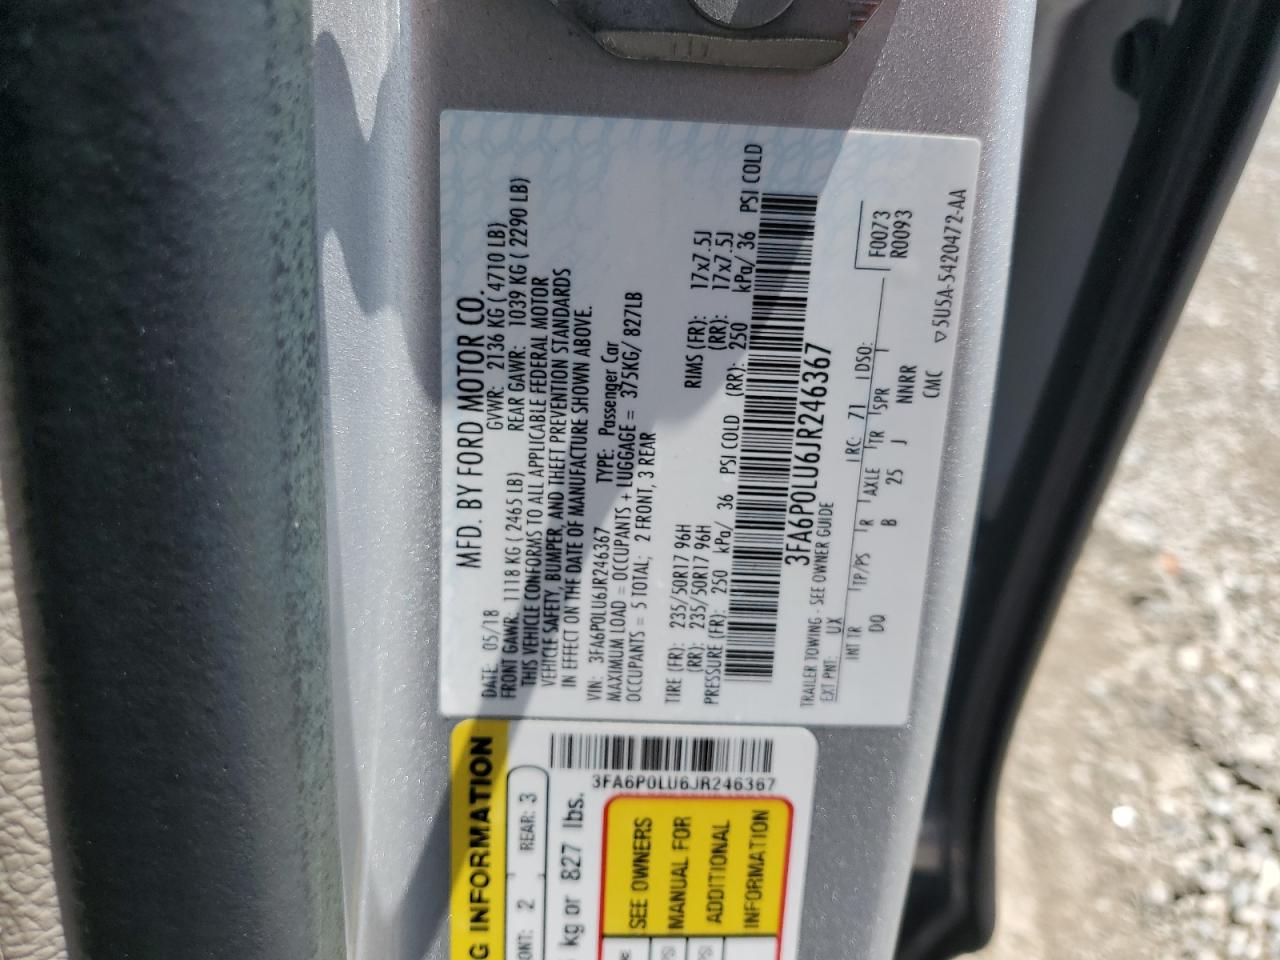 MFD. BY FORD MOTOR CO.
DATE: 05/18 GVWR: 2136 KG ( 4710 LB)
FRONT GAWR: 1118 KG ( 2465 LB) REAR GAWR: 1039 KG ( 2290 LB)
THIS VEHICLE CONFORMS TO ALL APPLICABLE FEDERAL MOTOR
VEHICLE SAFETY, BUMPER, AND THEFT PREVENTION STANDARDS
IN EFFECT ON THE DATE OF MANUFACTURE SHOWN ABOVE.
VIN: 3FA6P0LU6JR246367 TYPE: Passenger Car
MAXIMUM LOAD = OCCUPANTS + LUGGAGE = 375KG/ 827LB
OCCUPANTS = 5 TOTAL; 2 FRONT, 3 REAR
TIRE (FR): 235/50R17 96H RIMS (FR): 17x7.5J
(RR): 235/50R17 96H (RR): 17x7.5J
PRESSURE (FR): 250 kPa/ 36 PSI COLD (RR): 250 kPa/ 36 PSI COLD
3FA6P0LU6JR246367
TRAILER TOWING - SEE OWNER GUIDE
EXT PNT: UX RC: 71 DSO: F0073
INT TR TP/PS R AXLE TR SPR R0093
DO B 25 J NNRR
CMC
▽5U5A-5420472-AA
G INFORMATION
ONT: 2 REAR: 3
kg or 827 lbs.
3FA6P0LU6JR246367
SEE OWNERS
MANUAL FOR
ADDITIONAL
INFORMATION